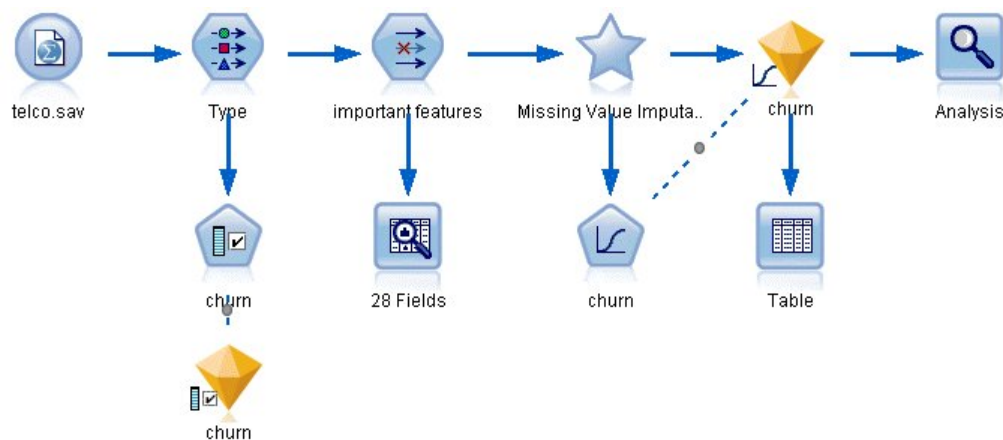 telco.sav
Type
important features
Missing Value Imputa..
churn
Analysis
churn
28 Fields
churn
Table
churn